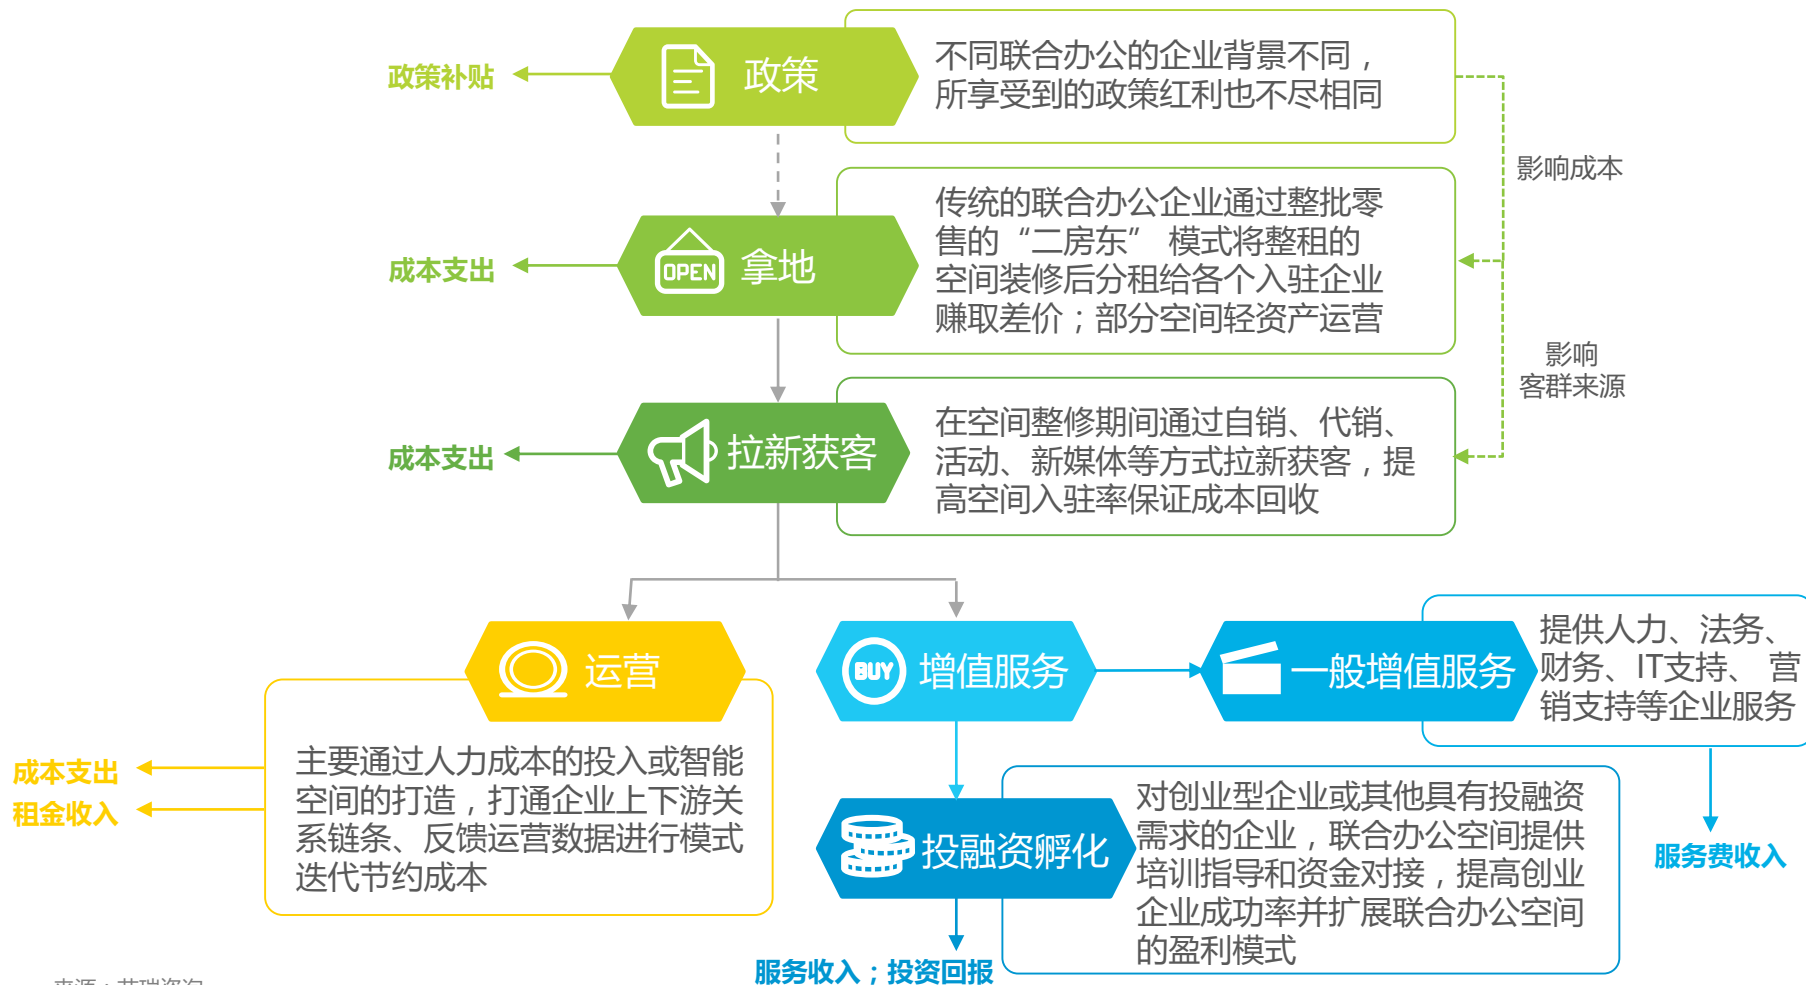 政策补贴
政策
不同联合办公的企业背景不同，
所享受到的政策红利也不尽相同
影响成本
成本支出
OPEN
拿地
传统的联合办公企业通过整批零
售的“二房东” 模式将整租的
空间装修后分租给各个入驻企业
赚取差价；部分空间轻资产运营
影响
客群来源
成本支出
拉新获客
在空间整修期间通过自销、代销、
活动、新媒体等方式拉新获客，提
高空间入驻率保证成本回收
运营
成本支出
租金收入
主要通过人力成本的投入或智能
空间的打造，打通企业上下游关
系链条、反馈运营数据进行模式
迭代节约成本
BUY
增值服务
一般增值服务
提供人力、法务、
财务、IT支持、 营
销支持等企业服务
服务费收入
投融资孵化
对创业型企业或其他具有投融资
需求的企业，联合办公空间提供
培训指导和资金对接，提高创业
企业成功率并扩展联合办公空间
的盈利模式
服务收入；投资回报
来源：艾瑞咨询